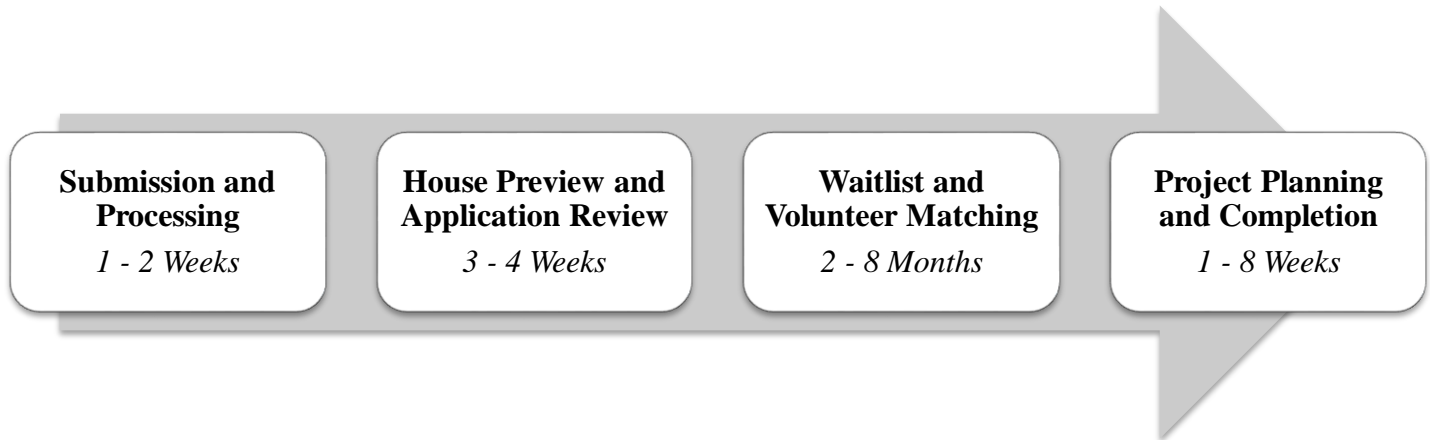 Submission and
Processing
1 - 2 Weeks
House Preview and
Application Review
3 - 4 Weeks
Waitlist and
Volunteer Matching
2 - 8 Months
Project Planning
and Completion
1 - 8 Weeks